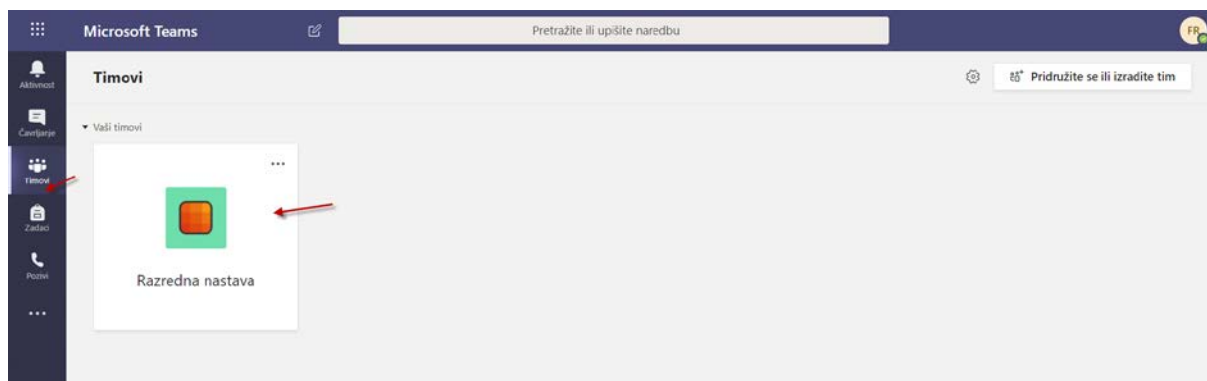 Microsoft Teams
Pretražite ili upišite naredbu
FR
Aktivnost
Timovi
Pridružite se ili izradite tim
Čavrljanje
Vaši timovi
Timovi
Zadaci
Pozivi
Razredna nastava